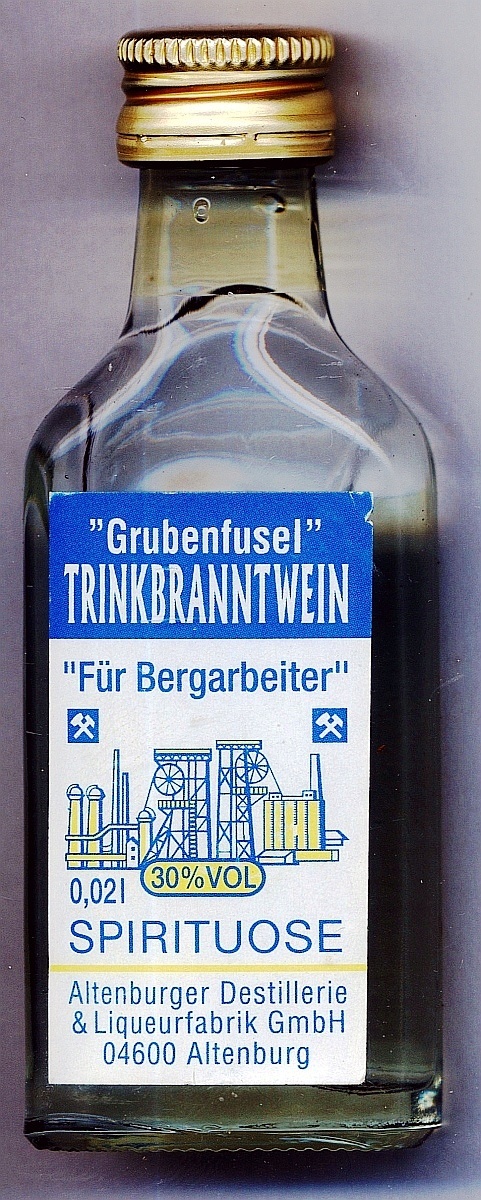 "Grubenfusel"
TRINKBRANNTWEIN
"Für Bergarbeiter"
30%VOL
0,02l
SPIRITUOSE
Altenburger Destillerie
& Liqueurfabrik GmbH
04600 Altenburg